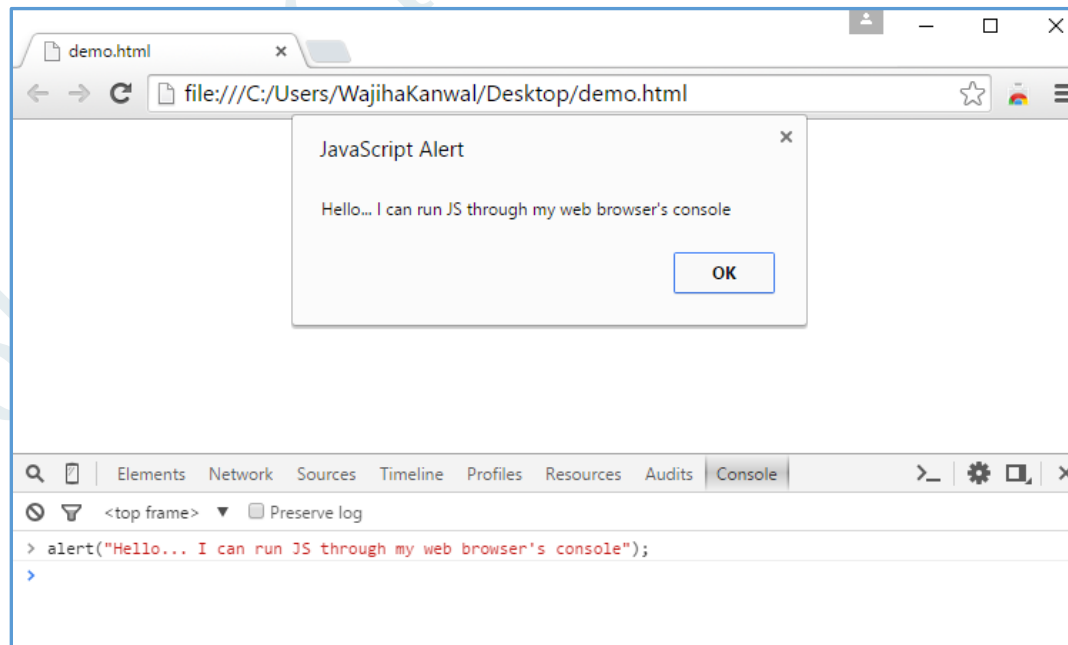 demo.html
file:///C:/Users/WajihaKanwal/Desktop/demo.html
JavaScript Alert
Hello... I can run JS through my web browser's console
OK
Elements Network Sources Timeline Profiles Resources Audits Console
<top frame> ▼ Preserve log
> alert("Hello... I can run JS through my web browser's console");
>